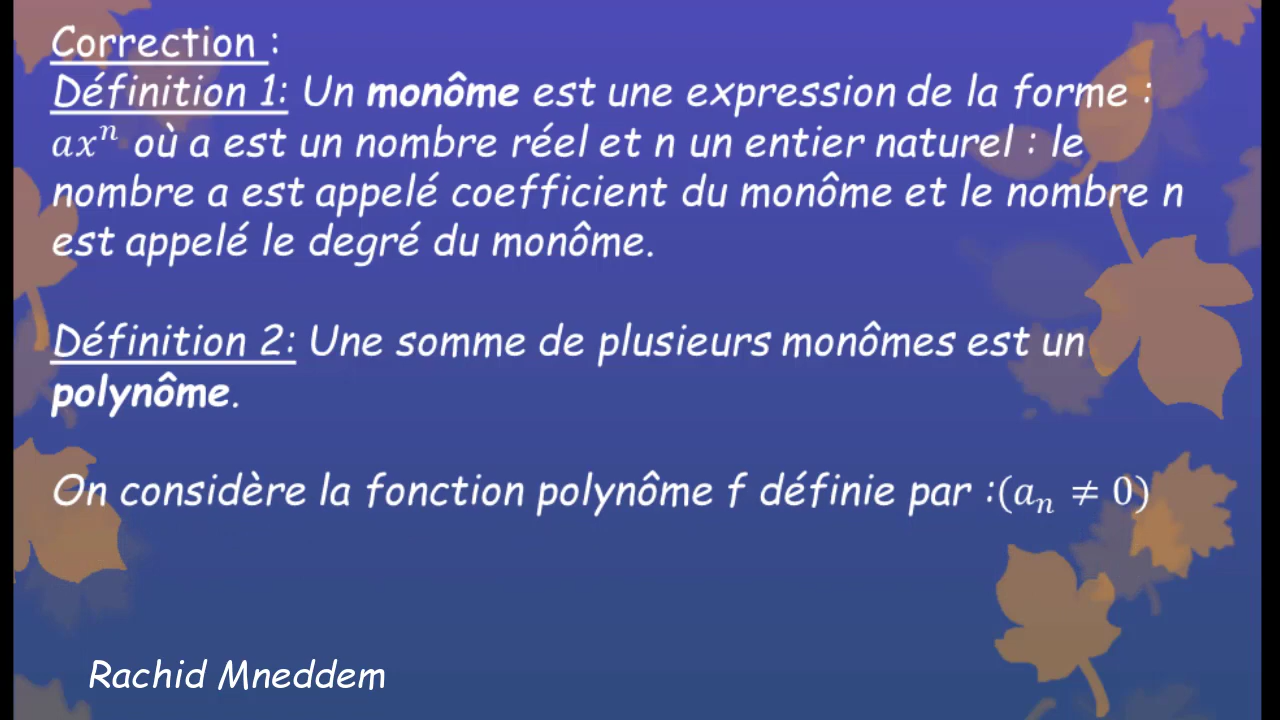 Correction :
Définition 1: Un monôme est une expression de la forme :
axⁿ où a est un nombre réel et n un entier naturel : le
nombre a est appelé coefficient du monôme et le nombre n
est appelé le degré du monôme.
Définition 2: Une somme de plusieurs monômes est un
polynôme.
On considère la fonction polynôme f définie par :(aₙ ≠ 0)
Rachid Mneddem